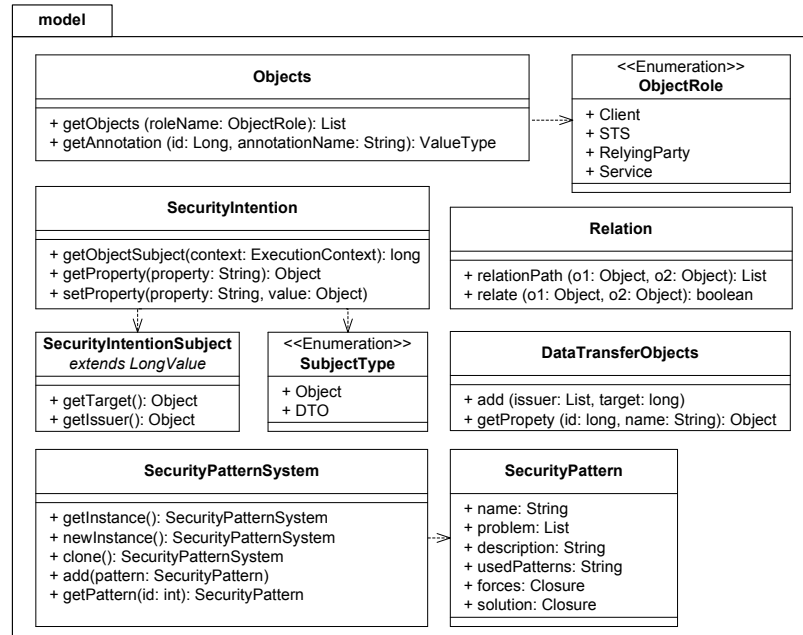 model
Objects
+ getObjects (roleName: ObjectRole): List
+ getAnnotation (id: Long, annotationName: String): ValueType
<<Enumeration>>
ObjectRole
+ Client
+ STS
+ RelyingParty
+ Service
SecurityIntention
+ getObjectSubject(context: ExecutionContext): long
+ getProperty(property: String): Object
+ setProperty(property: String, value: Object)
Relation
+ relationPath (o1: Object, o2: Object): List
+ relate (o1: Object, o2: Object): boolean
SecurityIntentionSubject
extends LongValue
+ getTarget(): Object
+ getIssuer(): Object
<<Enumeration>>
SubjectType
+ Object
+ DTO
DataTransferObjects
+ add (issuer: List, target: long)
+ getPropety (id: long, name: String): Object
SecurityPatternSystem
+ getInstance(): SecurityPatternSystem
+ newInstance(): SecurityPatternSystem
+ clone(): SecurityPatternSystem
+ add(pattern: SecurityPattern)
+ getPattern(id: int): SecurityPattern
SecurityPattern
+ name: String
+ problem: List
+ description: String
+ usedPatterns: String
+ forces: Closure
+ solution: Closure